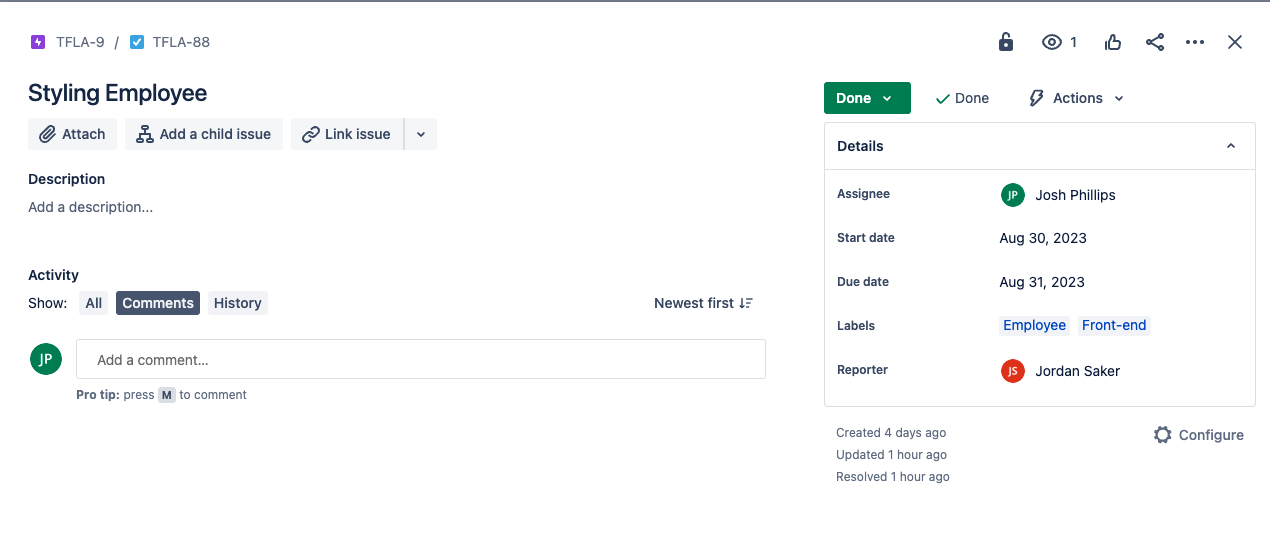 TFLA-9 / TFLA-88
1
Styling Employee
Attach
Add a child issue
Link issue
Description
Add a description...
Activity
Show: All Comments History
Newest first
JP
Add a comment...
Pro tip: press M to comment
Done
Done
Actions
Details
Assignee
JP Josh Phillips
Start date
Aug 30, 2023
Due date
Aug 31, 2023
Labels
Employee Front-end
Reporter
JS Jordan Saker
Created 4 days ago
Updated 1 hour ago
Resolved 1 hour ago
Configure